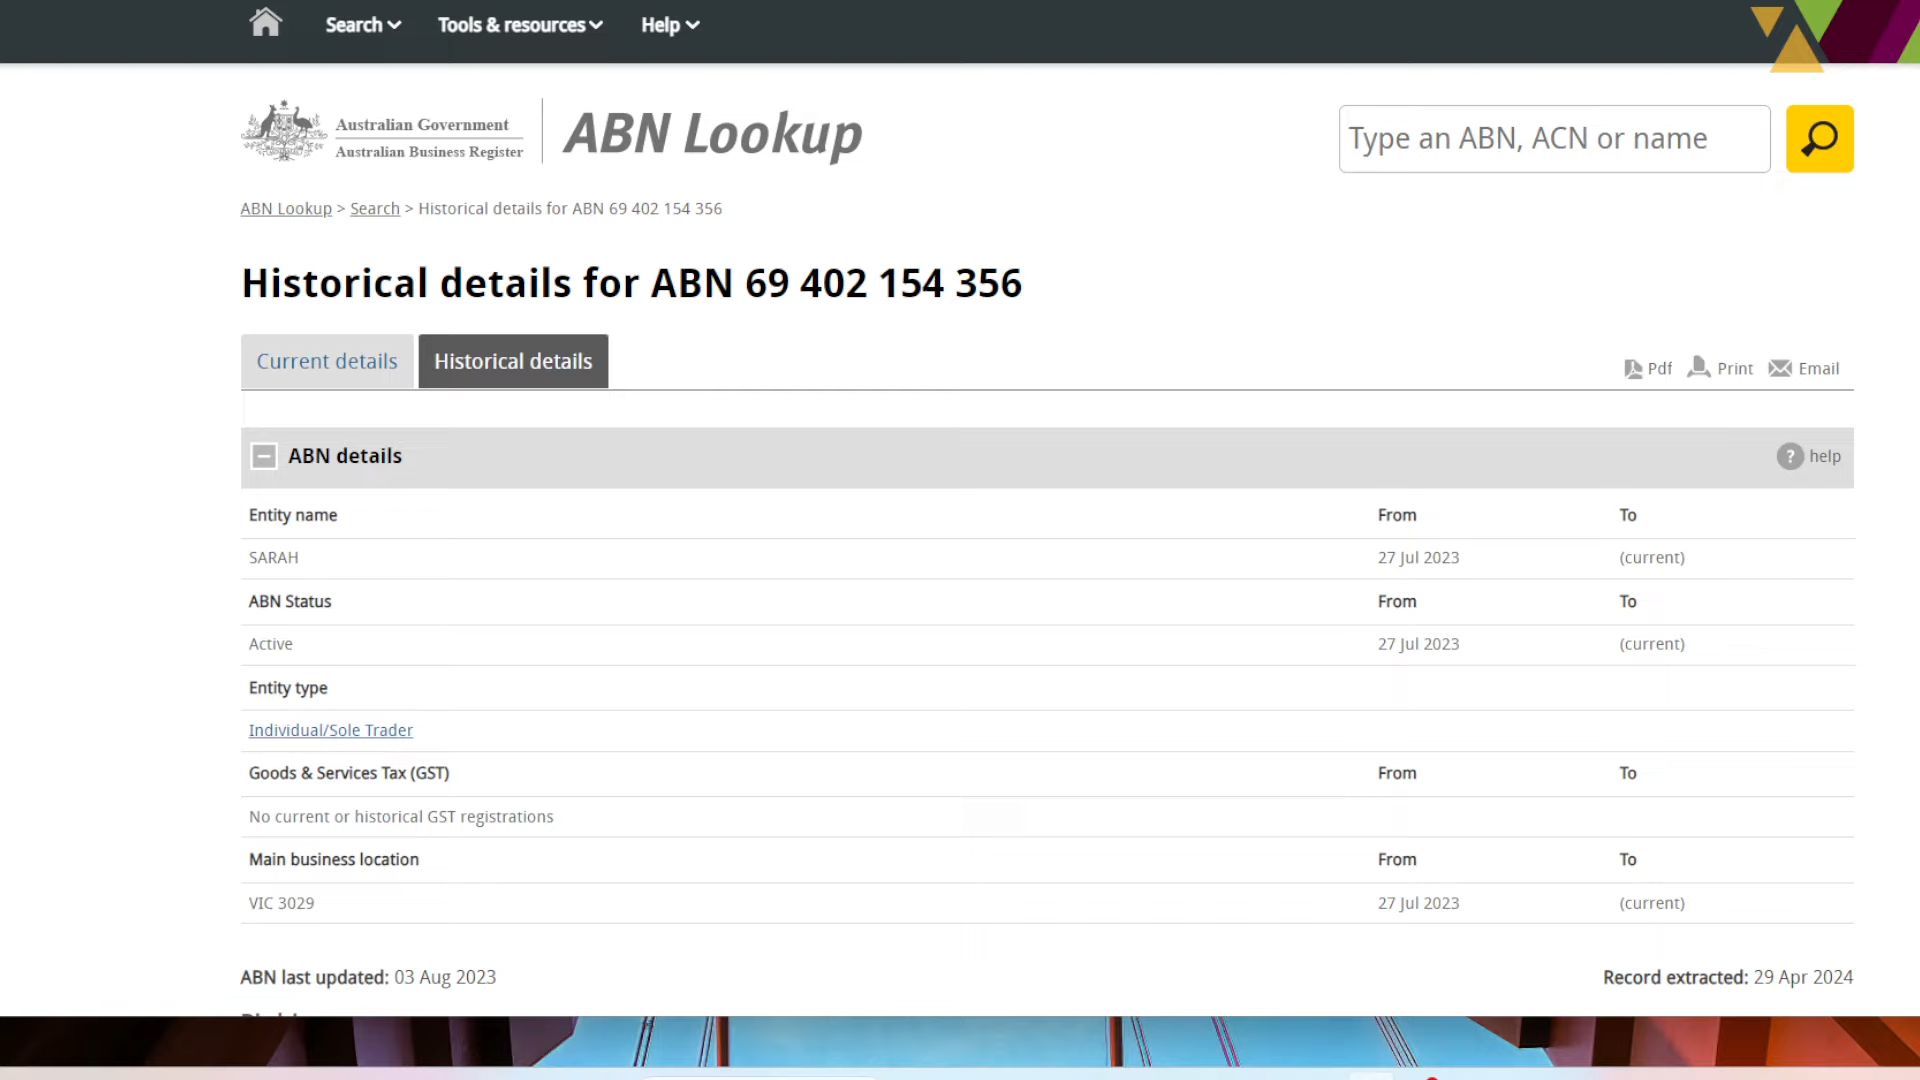 Search Tools & resources Help
Australian Government
Australian Business Register
ABN Lookup
Type an ABN, ACN or name
ABN Lookup > Search > Historical details for ABN 69 402 154 356
Historical details for ABN 69 402 154 356
Current details Historical details
Pdf Print Email
ABN details
? help
Entity name From To
SARAH 27 Jul 2023 (current)
ABN Status From To
Active 27 Jul 2023 (current)
Entity type
Individual/Sole Trader
Goods & Services Tax (GST) From To
No current or historical GST registrations
Main business location From To
VIC 3029 27 Jul 2023 (current)
ABN last updated: 03 Aug 2023 Record extracted: 29 Apr 2024